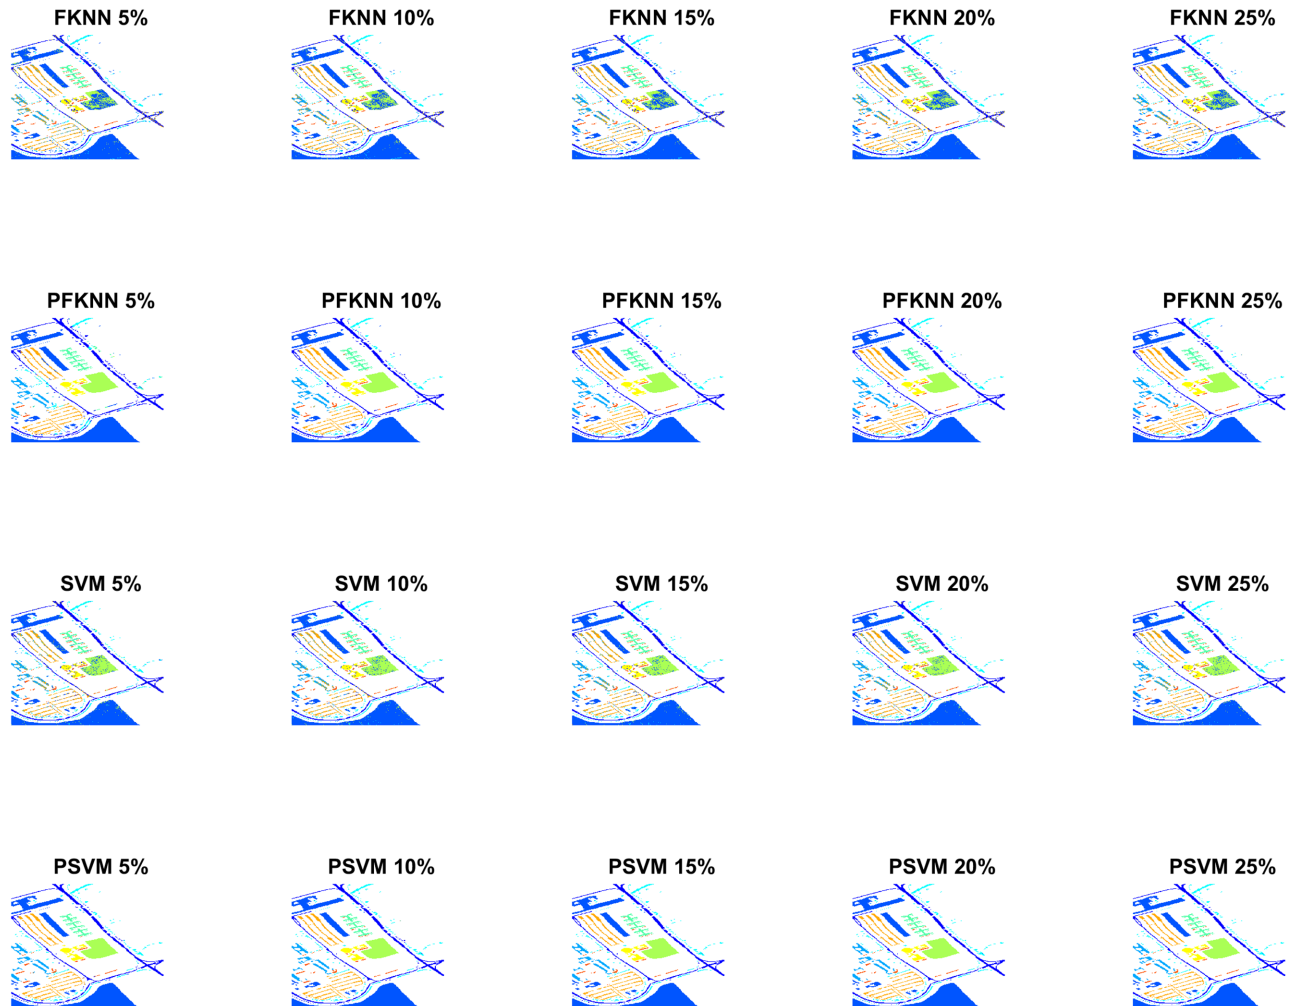 FKNN 5% FKNN 10% FKNN 15% FKNN 20% FKNN 25%
PFKNN 5% PFKNN 10% PFKNN 15% PFKNN 20% PFKNN 25%
SVM 5% SVM 10% SVM 15% SVM 20% SVM 25%
PSVM 5% PSVM 10% PSVM 15% PSVM 20% PSVM 25%